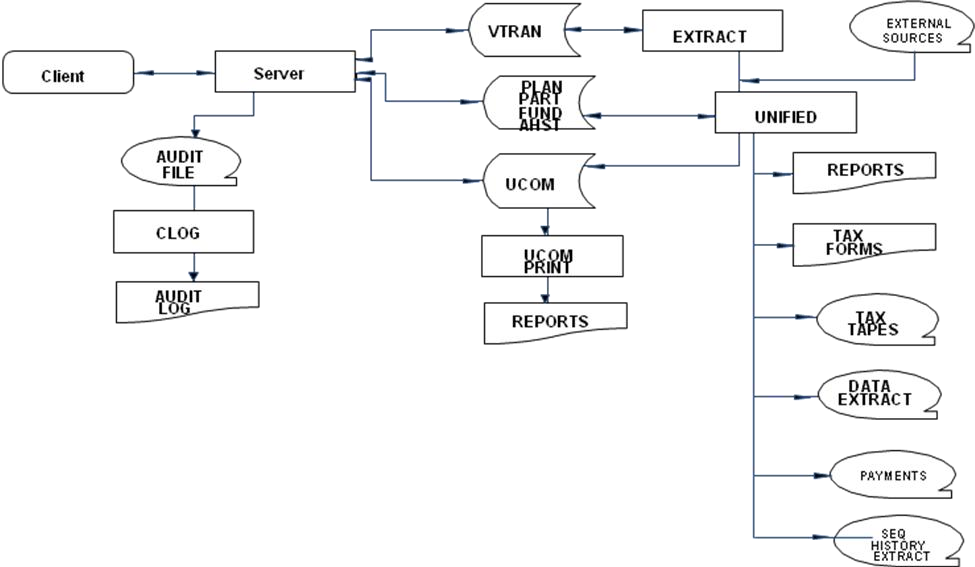 EXTERNAL
SOURCES
VTRAN
EXTRACT
Client
Server
PLAN
PART
FUND
AHST
UNIFIED
AUDIT
FILE
REPORTS
UCOM
CLOG
TAX
FORMS
UCOM
PRINT
AUDIT
LOG
REPORTS
TAX
TAPES
DATA
EXTRACT
PAYMENTS
SEQ
HISTORY
EXTRACT